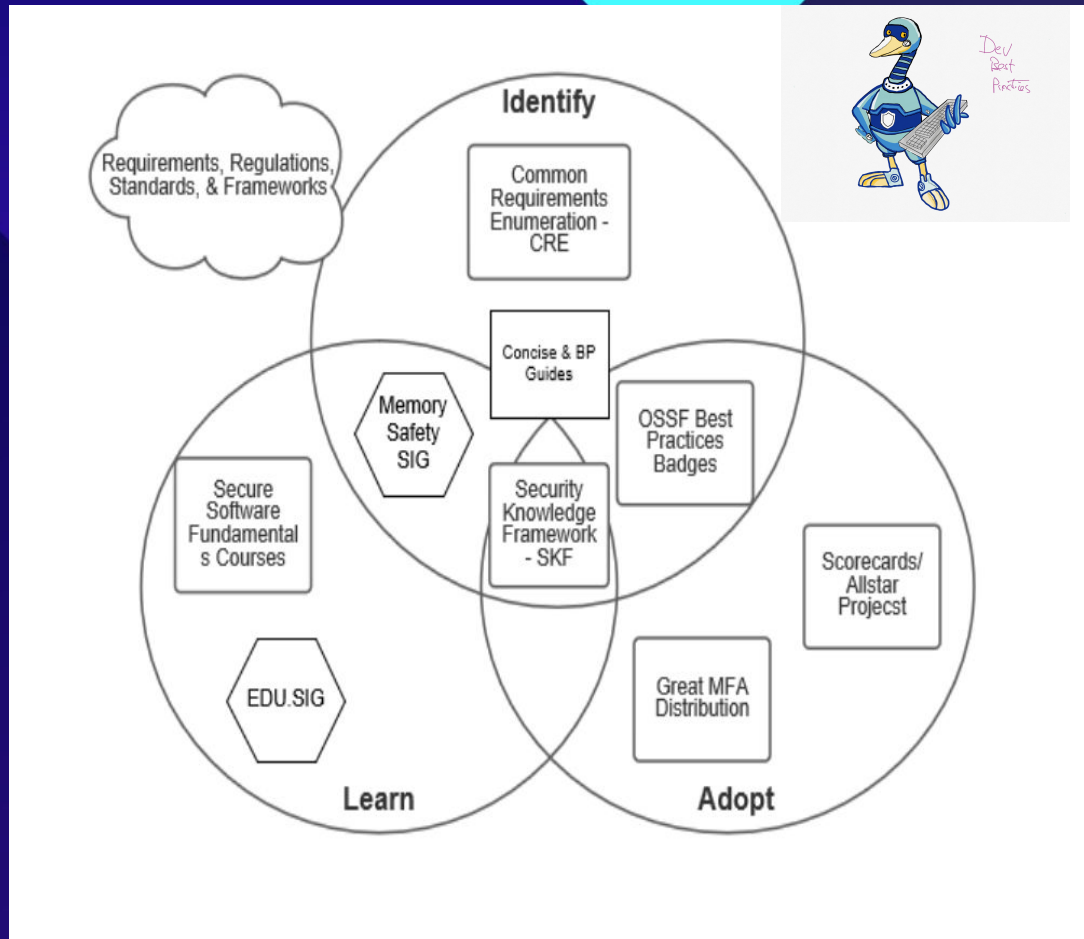 Dev
Best
Practices
Identify
Requirements, Regulations,
Standards, & Frameworks
Common
Requirements
Enumeration -
CRE
Concise & BP
Guides
Memory
Safety
SIG
OSSF Best
Practices
Badges
Secure
Software
Fundamental
s Courses
Security
Knowledge
Framework
- SKF
Scorecards/
Allstar
Projecst
EDU.SIG
Great MFA
Distribution
Learn
Adopt